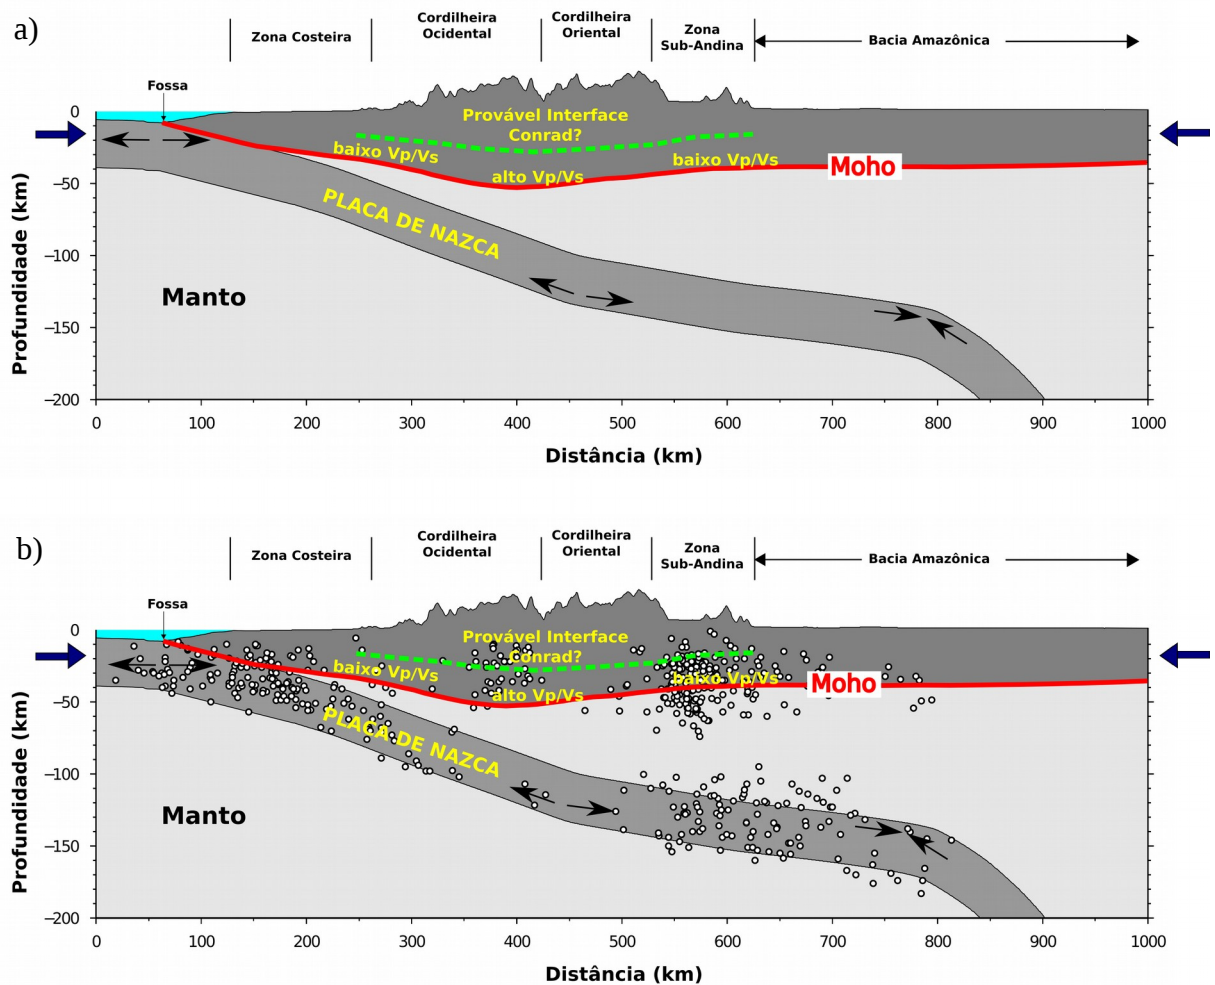 a)
Zona Costeira
Cordilheira
Ocidental
Cordilheira
Oriental
Zona
Sub-Andina
Bacia Amazônica
Fossa
Provável Interface
Conrad?
baixo Vp/Vs
alto Vp/Vs
baixo Vp/Vs
Moho
PLACA DE NAZCA
Manto
0
−50
−100
−150
−200
Profundidade (km)
0 100 200 300 400 500 600 700 800 900 1000
Distância (km)
b)
Zona Costeira
Cordilheira
Ocidental
Cordilheira
Oriental
Zona
Sub-Andina
Bacia Amazônica
Fossa
Provável Interface
Conrad?
baixo Vp/Vs
alto Vp/Vs
baixo Vp/Vs
Moho
PLACA DE NAZCA
Manto
0
−50
−100
−150
−200
Profundidade (km)
0 100 200 300 400 500 600 700 800 900 1000
Distância (km)